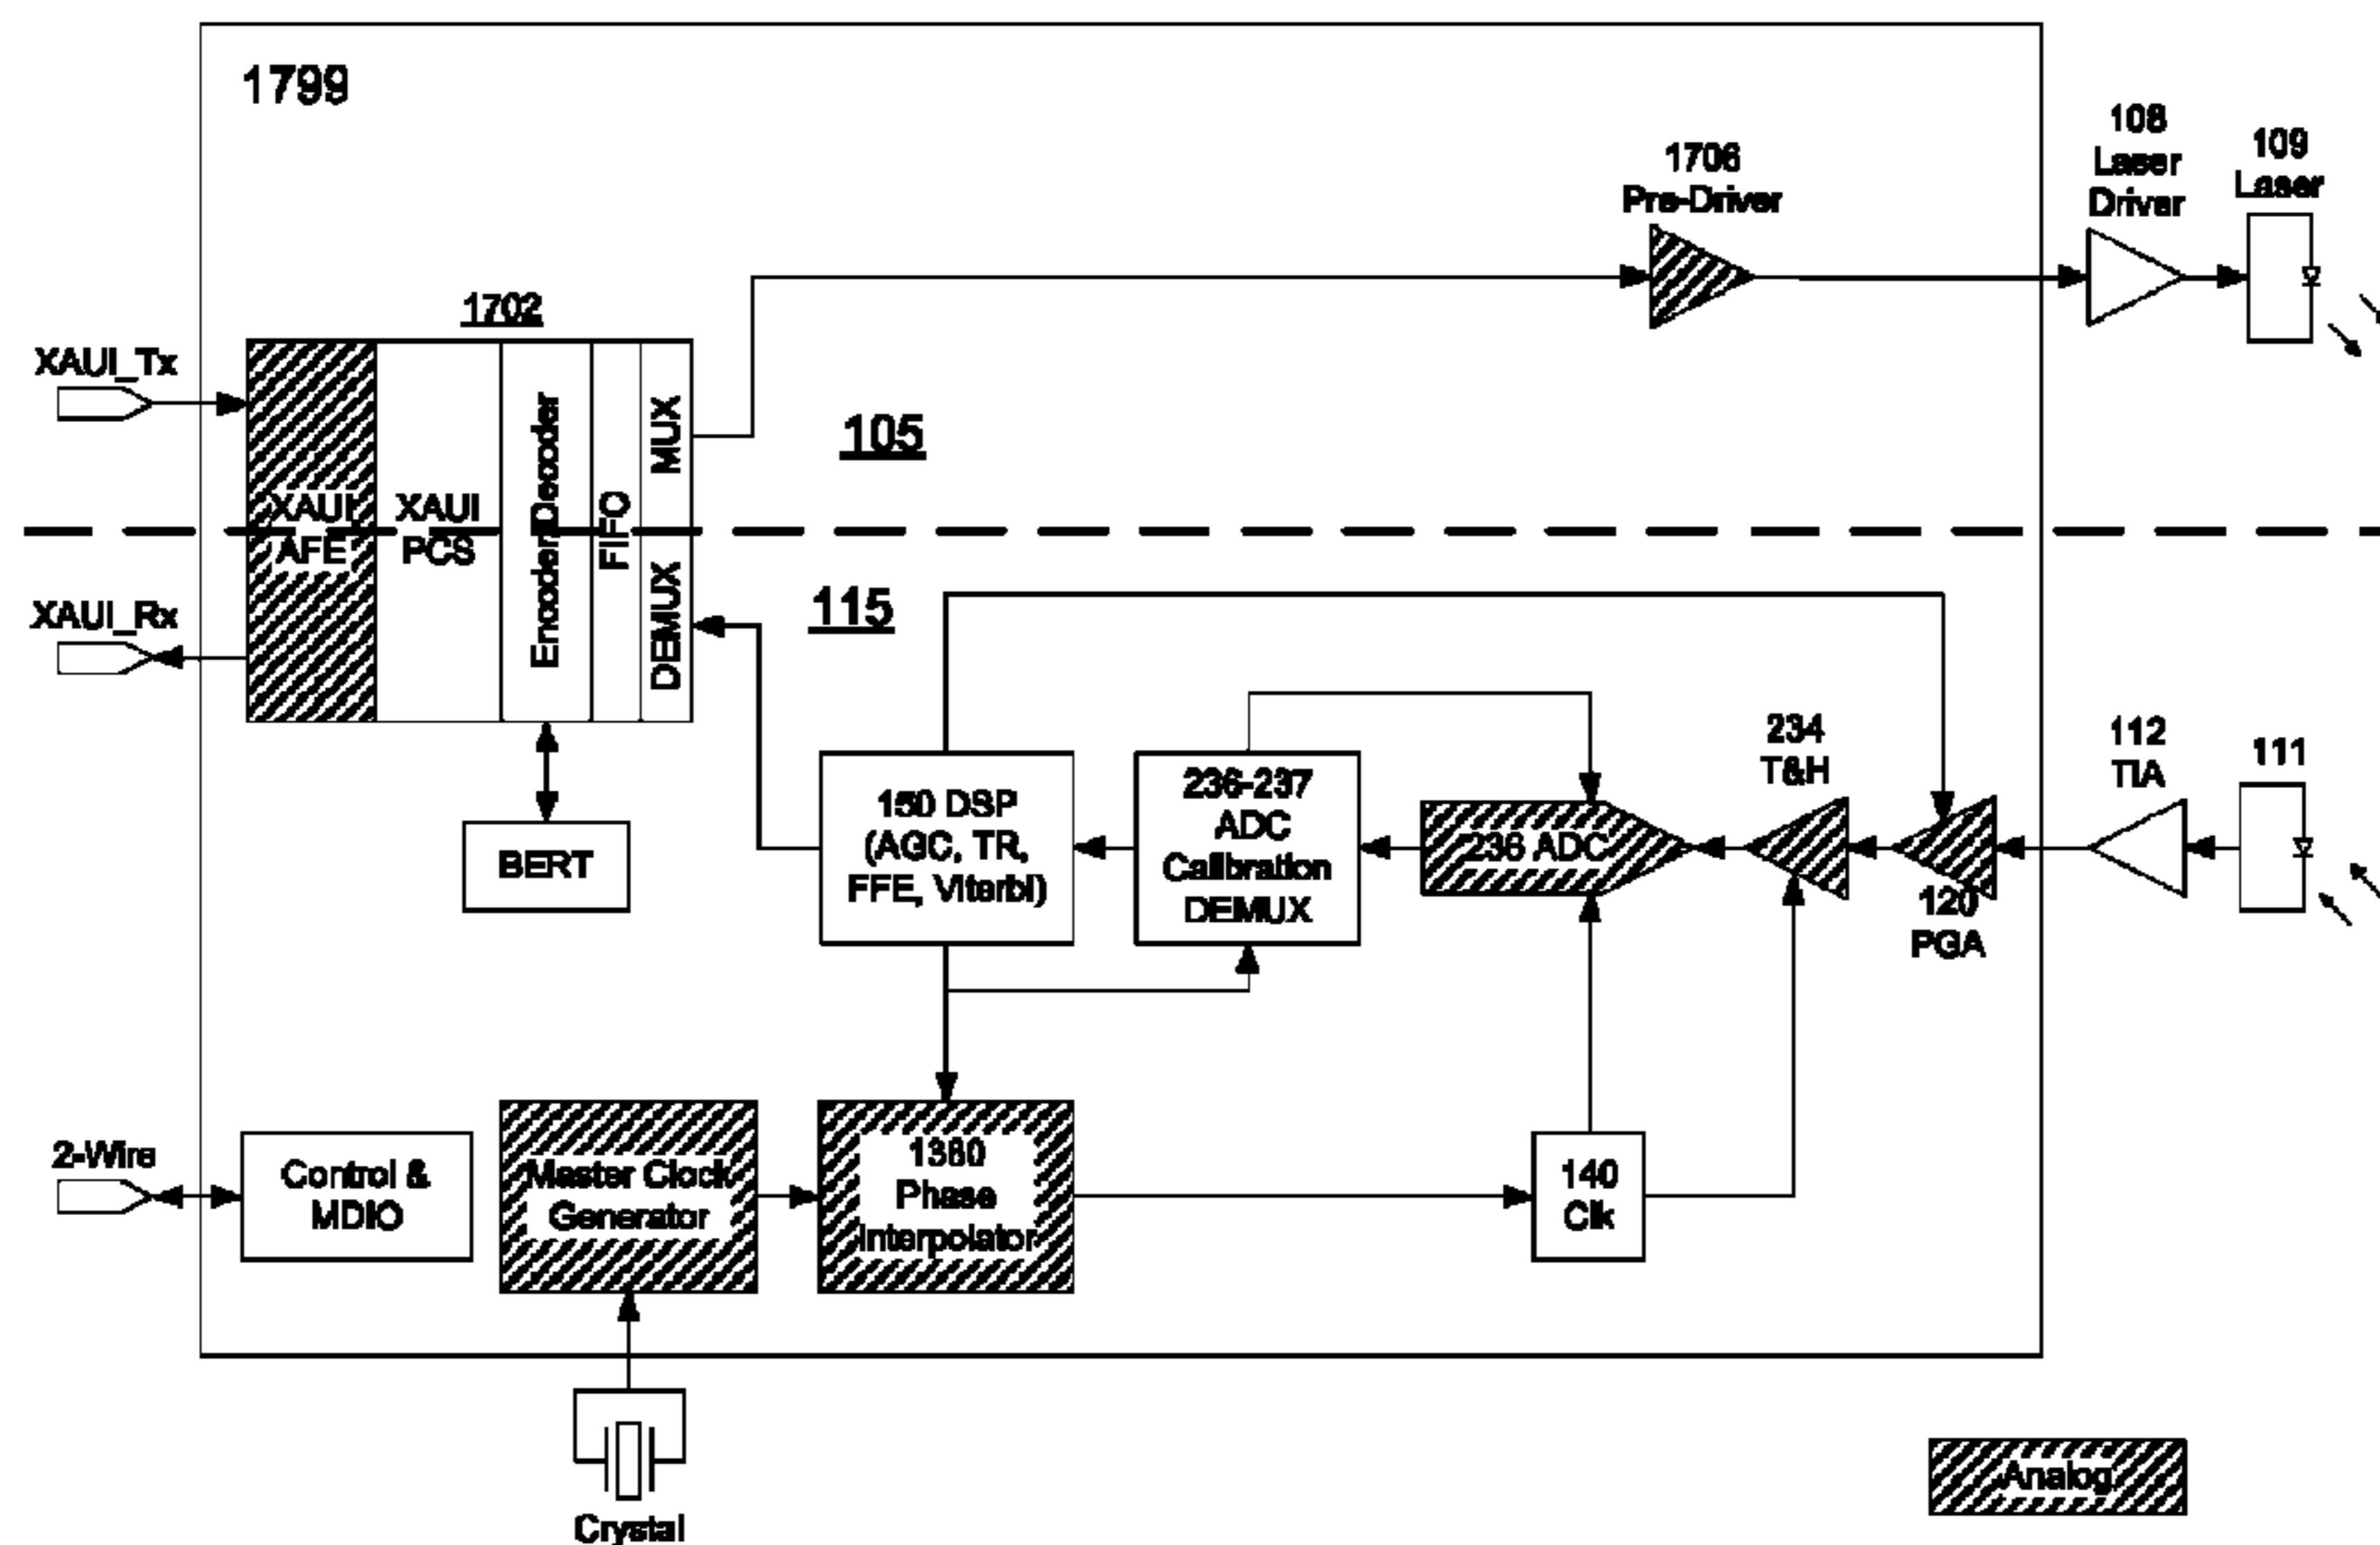 1799
108
Laser
Driver
109
Laser
1706
Pre-Driver
1702
XAUI_Tx
XAUI_Rx
XAUI
AFE
XAUI
PCS
Encoder/Decoder
FIFO
MUX
DEMUX
105
115
BERT
150 DSP
(AGC, TR,
FFE, Viterbi)
236-237
ADC
Calibration
DEMUX
236 ADC
234
T&H
120
PGA
112
TIA
111
2-Wire
Control &
MDIO
Master Clock
Generator
1360
Phase
Interpolator
140
Clk
Crystal
Analog